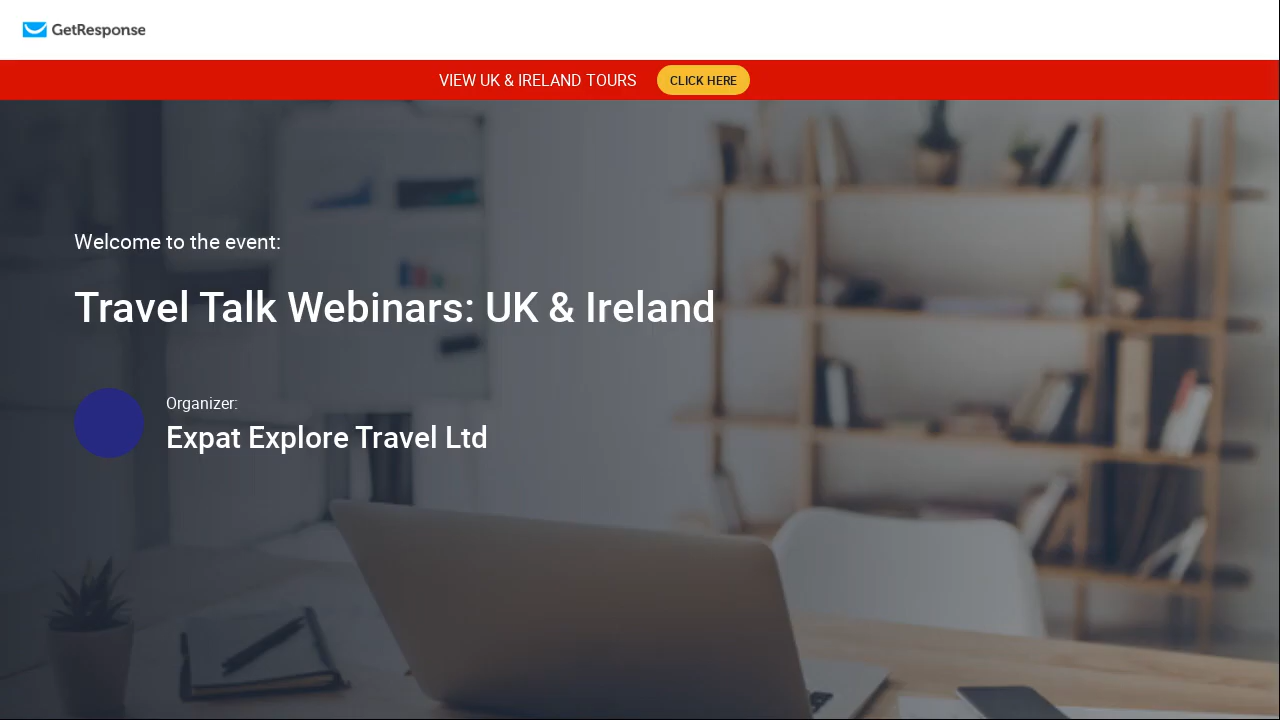 GetResponse
VIEW UK & IRELAND TOURS
CLICK HERE
Welcome to the event:
Travel Talk Webinars: UK & Ireland
Organizer:
Expat Explore Travel Ltd